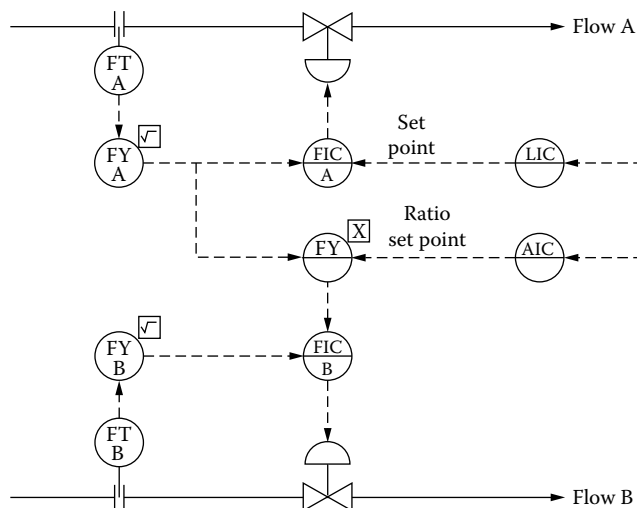 Flow A
FT
A
√
FY
A
FIC
A
Set
point
LIC
FY
X
Ratio
set point
AIC
√
FY
B
FIC
B
FT
B
Flow B